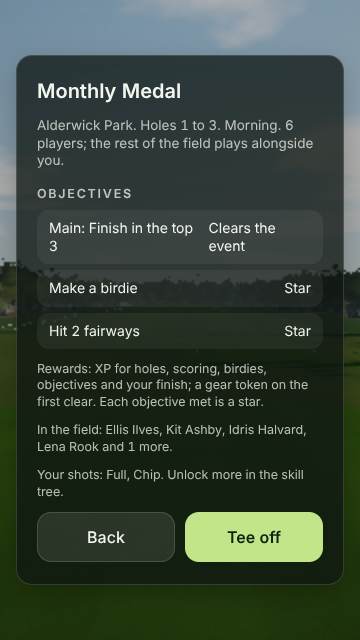 Monthly Medal
Alderwick Park. Holes 1 to 3. Morning. 6
players; the rest of the field plays alongside
you.
OBJECTIVES
Main: Finish in the top 3
Clears the event
Make a birdie
Star
Hit 2 fairways
Star
Rewards: XP for holes, scoring, birdies,
objectives and your finish; a gear token on the
first clear. Each objective met is a star.
In the field: Ellis Ilves, Kit Ashby, Idris Halvard,
Lena Rook and 1 more.
Your shots: Full, Chip. Unlock more in the skill
tree.
Back
Tee off